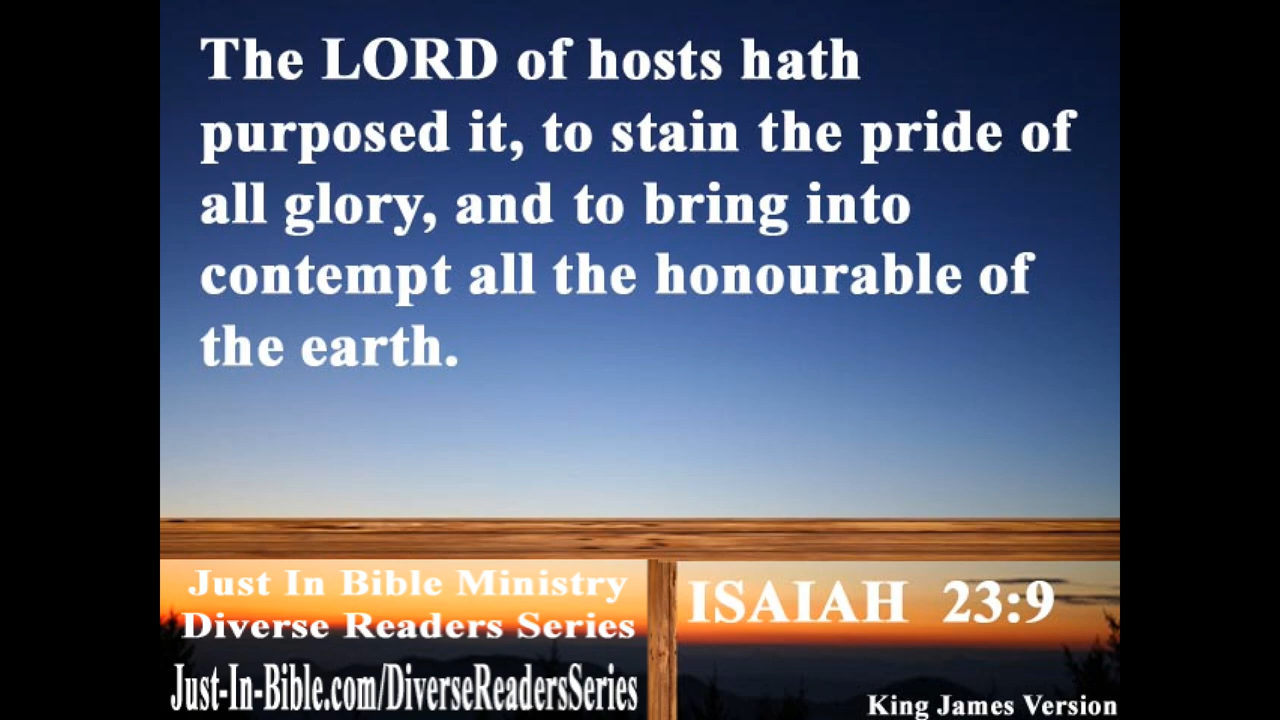 The LORD of hosts hath
purposed it, to stain the pride of
all glory, and to bring into
contempt all the honourable of
the earth.
Just In Bible Ministry
Diverse Readers Series
Just-In-Bible.com/DiverseReadersSeries
ISAIAH 23:9
King James Version